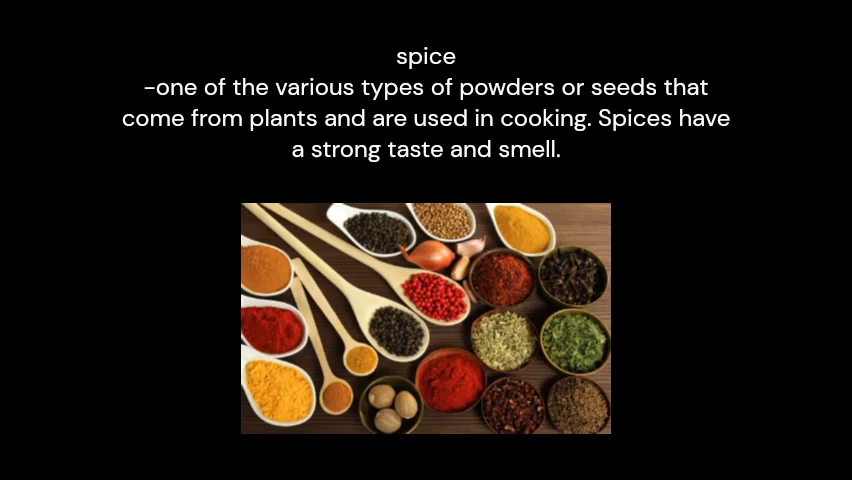 spice
-one of the various types of powders or seeds that
come from plants and are used in cooking. Spices have
a strong taste and smell.